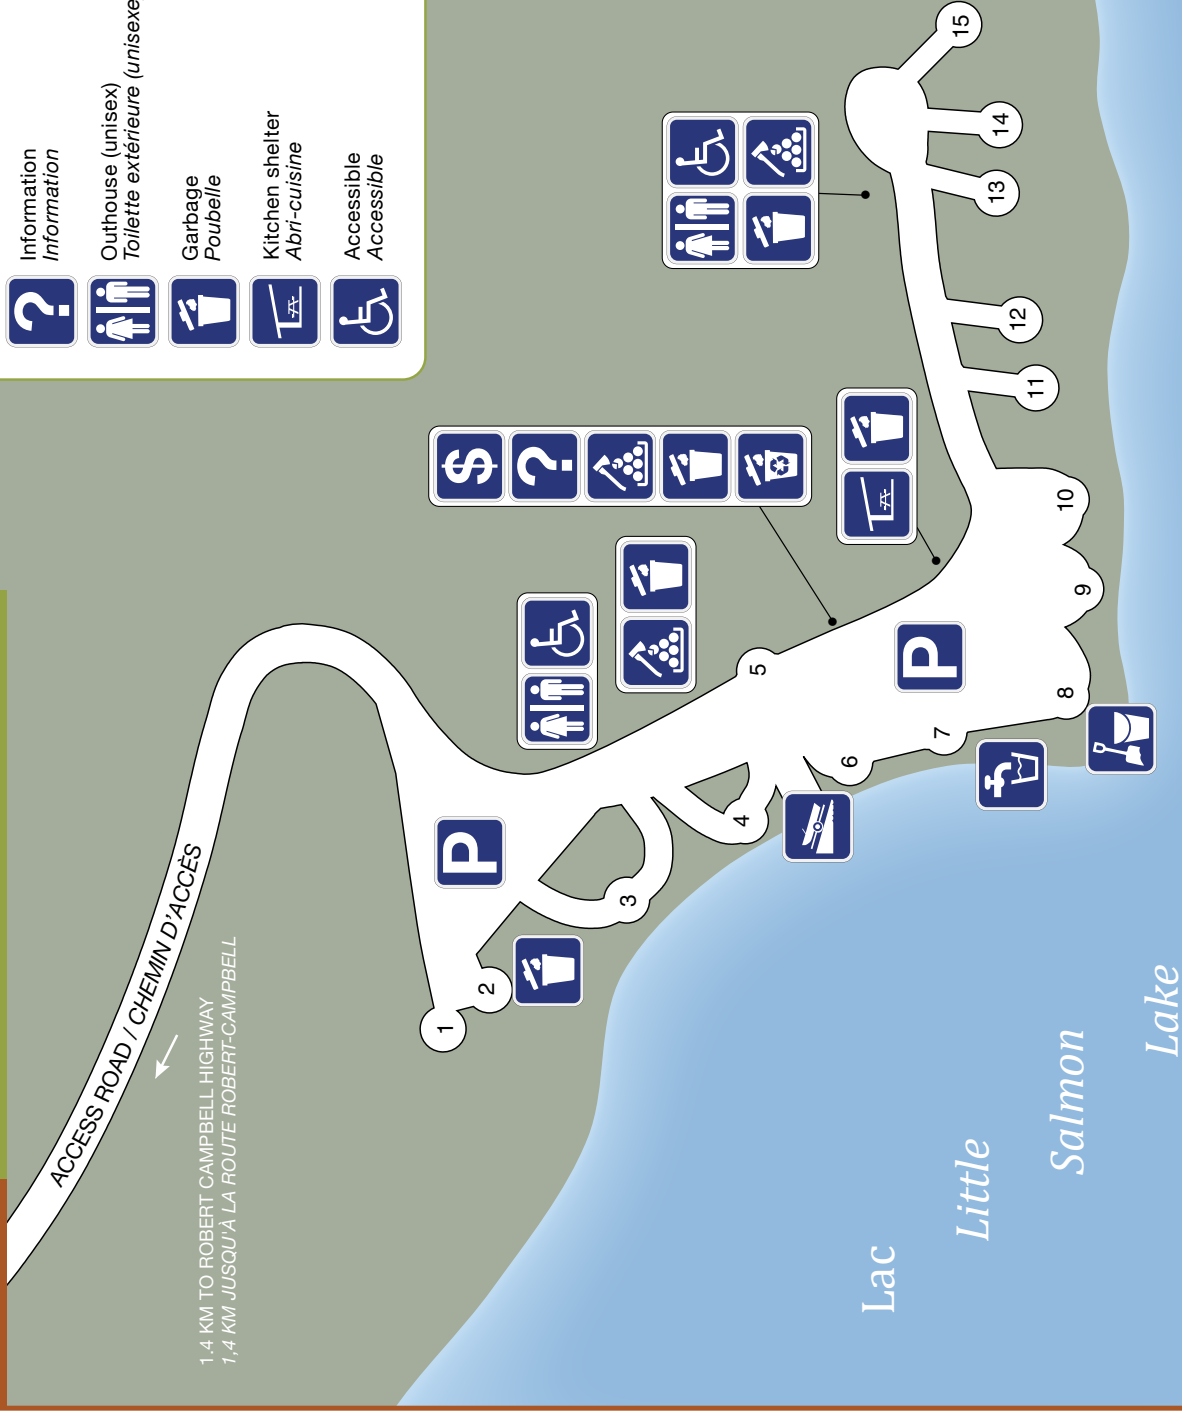 Information
Information
Outhouse (unisex)
Toilette extérieure (unisexe
Garbage
Poubelle
Kitchen shelter
Abri-cuisine
Accessible
Accessible
ACCESS ROAD / CHEMIN D'ACCÈS
1.4 KM TO ROBERT CAMPBELL HIGHWAY
1,4 KM JUSQU'À LA ROUTE ROBERT-CAMPBELL
?
$
?
P
P
1
2
3
4
5
6
7
8
9
10
11
12
13
14
15
Lac
Little
Salmon
Lake